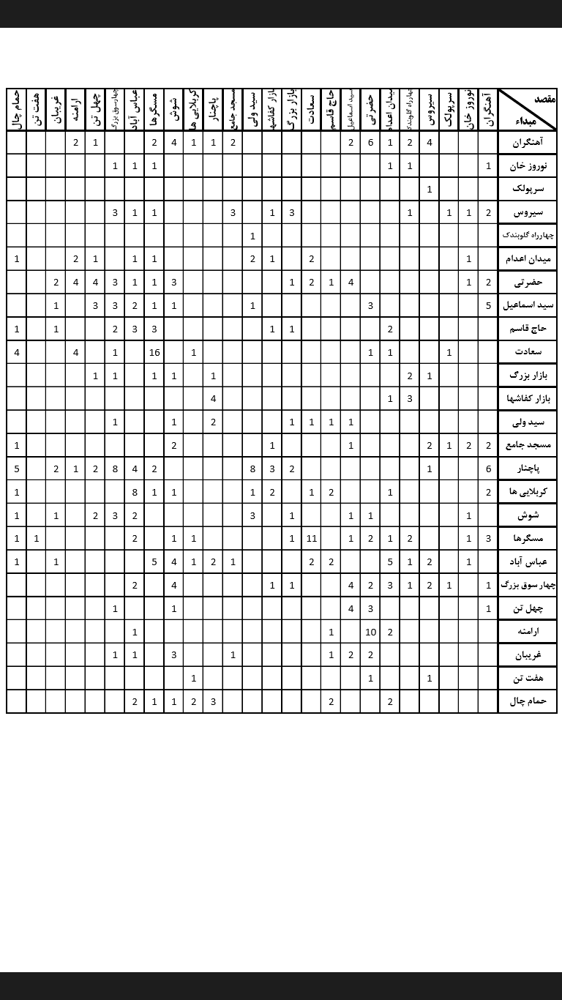 مقصد
مبداء
آهنگران نوروز خان سرپولک سیروس چهارراه گلوبندک میدان اعدام حضرتی سید اسماعیل حاج قاسم سعادت بازار بزرگ بازار کفاشها سید ولی مسجد جامع پاچنار کربلایی ها شوش مسگرها عباس آباد چهارسوق بزرگ چهل تن ارامنه غریبان هفت تن حمام چال
آهنگران 4 2 1 6 2 2 1 1 4 2 1 2
نوروز خان 1 1 1 1 1 1
سرپولک 1
سیروس 2 1 1 1 3 1 3 1 1 3
چهارراه گلوبندک 1
میدان اعدام 1 2 1 2 1 1 1 2 1
حضرتی 2 1 4 1 2 1 3 1 1 3 4 4 2
سید اسماعیل 5 3 1 1 1 2 3 3 1
حاج قاسم 2 1 1 3 3 2 1 1
سعادت 1 1 1 1 16 1 4 4
بازار بزرگ 1 2 1 1 1 1 1
بازار کفاشها 3 1 4
سید ولی 1 1 1 1 2 1 1
مسجد جامع 2 2 1 2 1 1 2 1
پاچنار 6 1 2 3 8 2 4 8 2 1 2 5
کربلایی ها 2 1 2 1 2 1 1 1 8 1
شوش 1 1 1 1 3 2 3 2 1 1
مسگرها 3 1 2 1 2 1 11 1 1 1 2 1 1
عباس آباد 1 2 1 5 2 2 1 2 1 4 5 1 1
چهار سوق بزرگ 1 1 2 1 3 2 4 1 1 4 2
چهل تن 1 3 4 1 1
ارامنه 2 10 1 1
غریبان 2 2 1 1 3 1 1
هفت تن 1 1 1
حمام چال 2 2 3 2 1 1 2